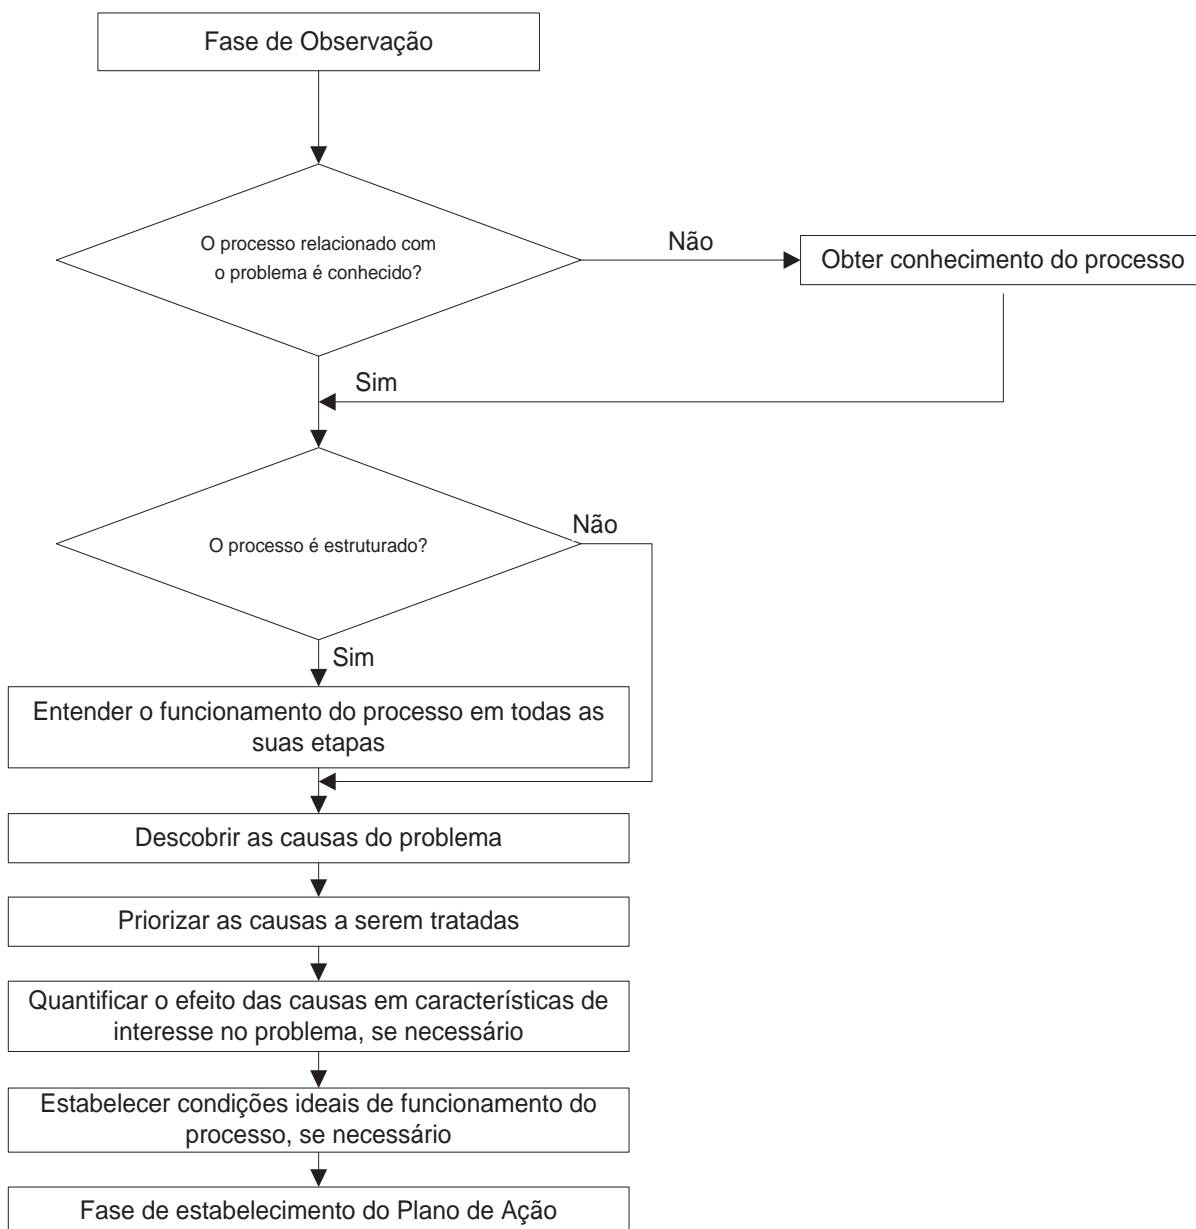 Fase de Observação
O processo relacionado com
o problema é conhecido?
Não
Obter conhecimento do processo
Sim
O processo é estruturado?
Não
Sim
Entender o funcionamento do processo em todas as
suas etapas
Descobrir as causas do problema
Priorizar as causas a serem tratadas
Quantificar o efeito das causas em características de
interesse no problema, se necessário
Estabelecer condições ideais de funcionamento do
processo, se necessário
Fase de estabelecimento do Plano de Ação